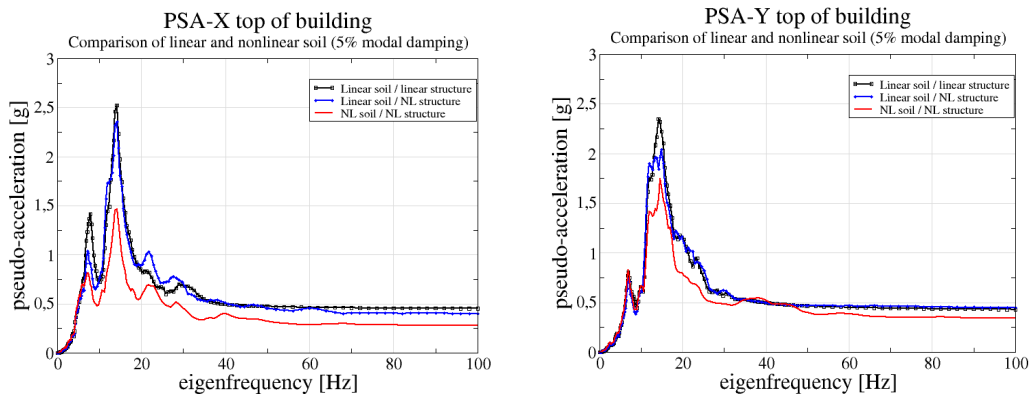 PSA-X top of building
Comparison of linear and nonlinear soil (5% modal damping)
3
2,5
2
1,5
1
0,5
0
pseudo-acceleration [g]
Linear soil / linear structure
Linear soil / NL structure
NL soil / NL structure
0 20 40 60 80 100
eigenfrequency [Hz]
PSA-Y top of building
Comparison of linear and nonlinear soil (5% modal damping)
3
2,5
2
1,5
1
0,5
0
pseudo-acceleration [g]
Linear soil / linear structure
Linear soil / NL structure
NL soil / NL structure
0 20 40 60 80 100
eigenfrequency [Hz]